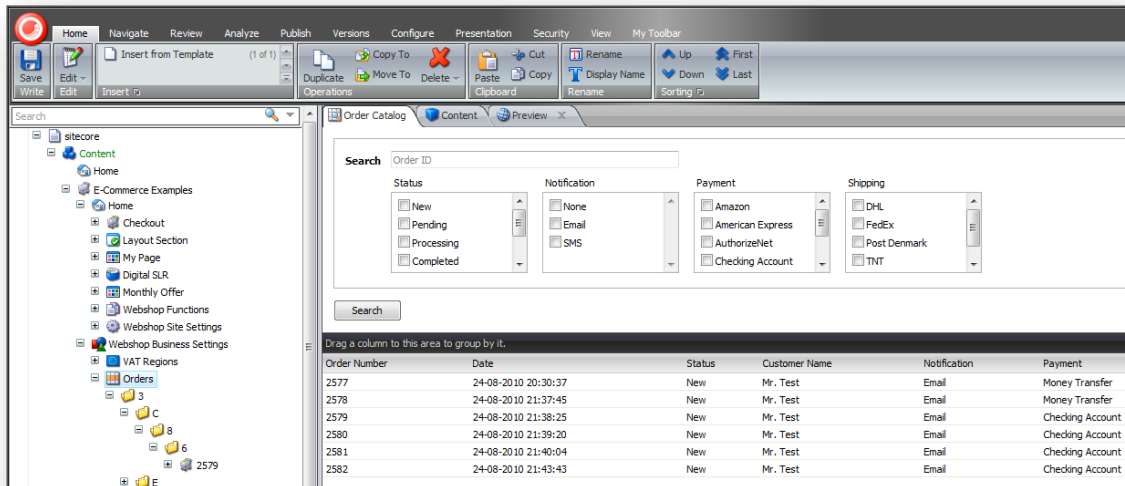 Home Navigate Review Analyze Publish Versions Configure Presentation Security View My Toolbar
Save
Write
Edit
Edit
Insert from Template (1 of 1)
Insert
Duplicate
Copy To
Move To
Delete
Operations
Paste
Cut
Copy
Clipboard
Rename
Display Name
Rename
Up
Down
First
Last
Sorting
Search
sitecore
Content
Home
E-Commerce Examples
Home
Checkout
Layout Section
My Page
Digital SLR
Monthly Offer
Webshop Functions
Webshop Site Settings
Webshop Business Settings
VAT Regions
Orders
3
C
8
6
2579
E
Order Catalog Content Preview X
Search Order ID
Status Notification Payment Shipping
New None Amazon DHL
Pending Email American Express FedEx
Processing SMS AuthorizeNet Post Denmark
Completed Checking Account TNT
Search
Drag a column to this area to group by it.
Order Number Date Status Customer Name Notification Payment
2577 24-08-2010 20:30:37 New Mr. Test Email Money Transfer
2578 24-08-2010 21:37:45 New Mr. Test Email Money Transfer
2579 24-08-2010 21:38:25 New Mr. Test Email Checking Account
2580 24-08-2010 21:39:20 New Mr. Test Email Checking Account
2581 24-08-2010 21:40:04 New Mr. Test Email Checking Account
2582 24-08-2010 21:43:43 New Mr. Test Email Checking Account